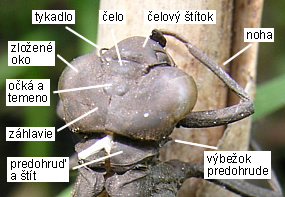 tykadlo
čelo
čelový štítok
noha
zložené
oko
očká a
temeno
záhlavie
predohruď
a štít
výbežok
predohrude